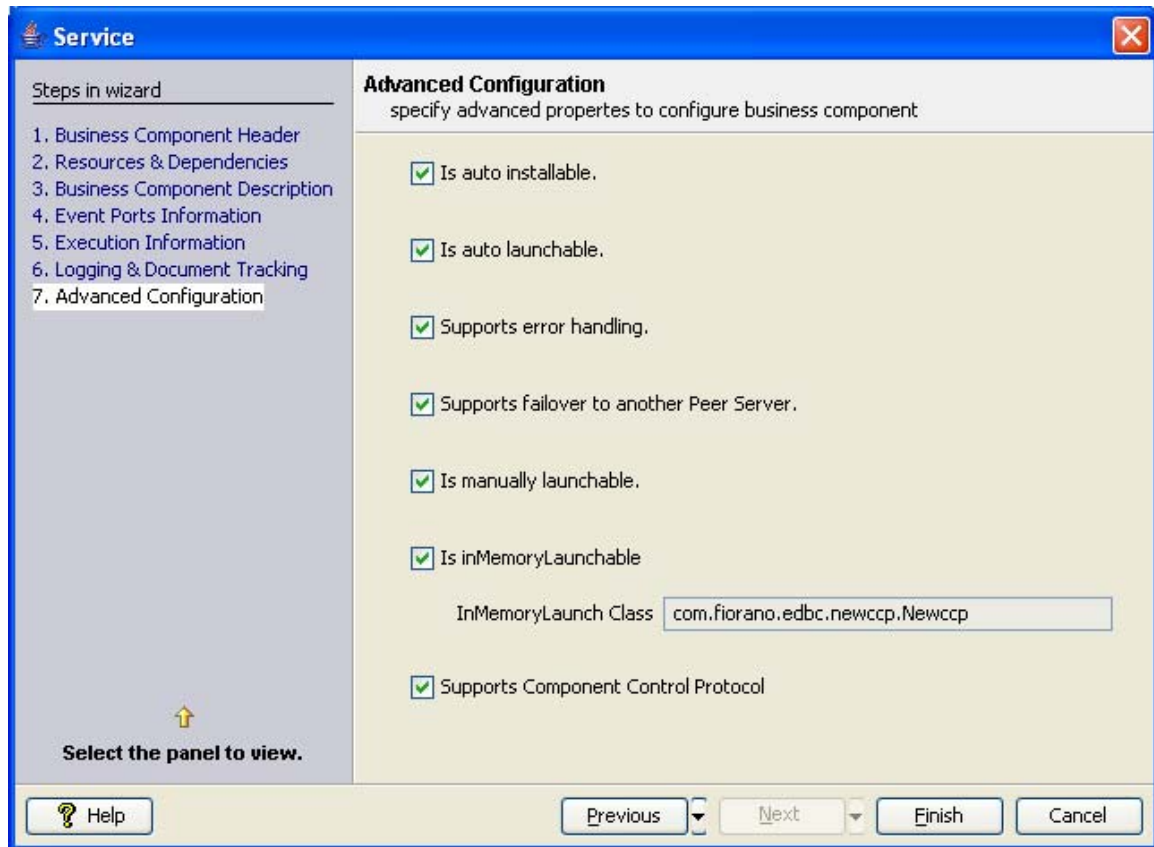 Service
Steps in wizard
1. Business Component Header
2. Resources & Dependencies
3. Business Component Description
4. Event Ports Information
5. Execution Information
6. Logging & Document Tracking
7. Advanced Configuration
Select the panel to view.
Advanced Configuration
specify advanced propertes to configure business component
Is auto installable.
Is auto launchable.
Supports error handling.
Supports failover to another Peer Server.
Is manually launchable.
Is inMemoryLaunchable
InMemoryLaunch Class com.fiorano.edbc.newccp.Newccp
Supports Component Control Protocol
Help Previous Next Finish Cancel